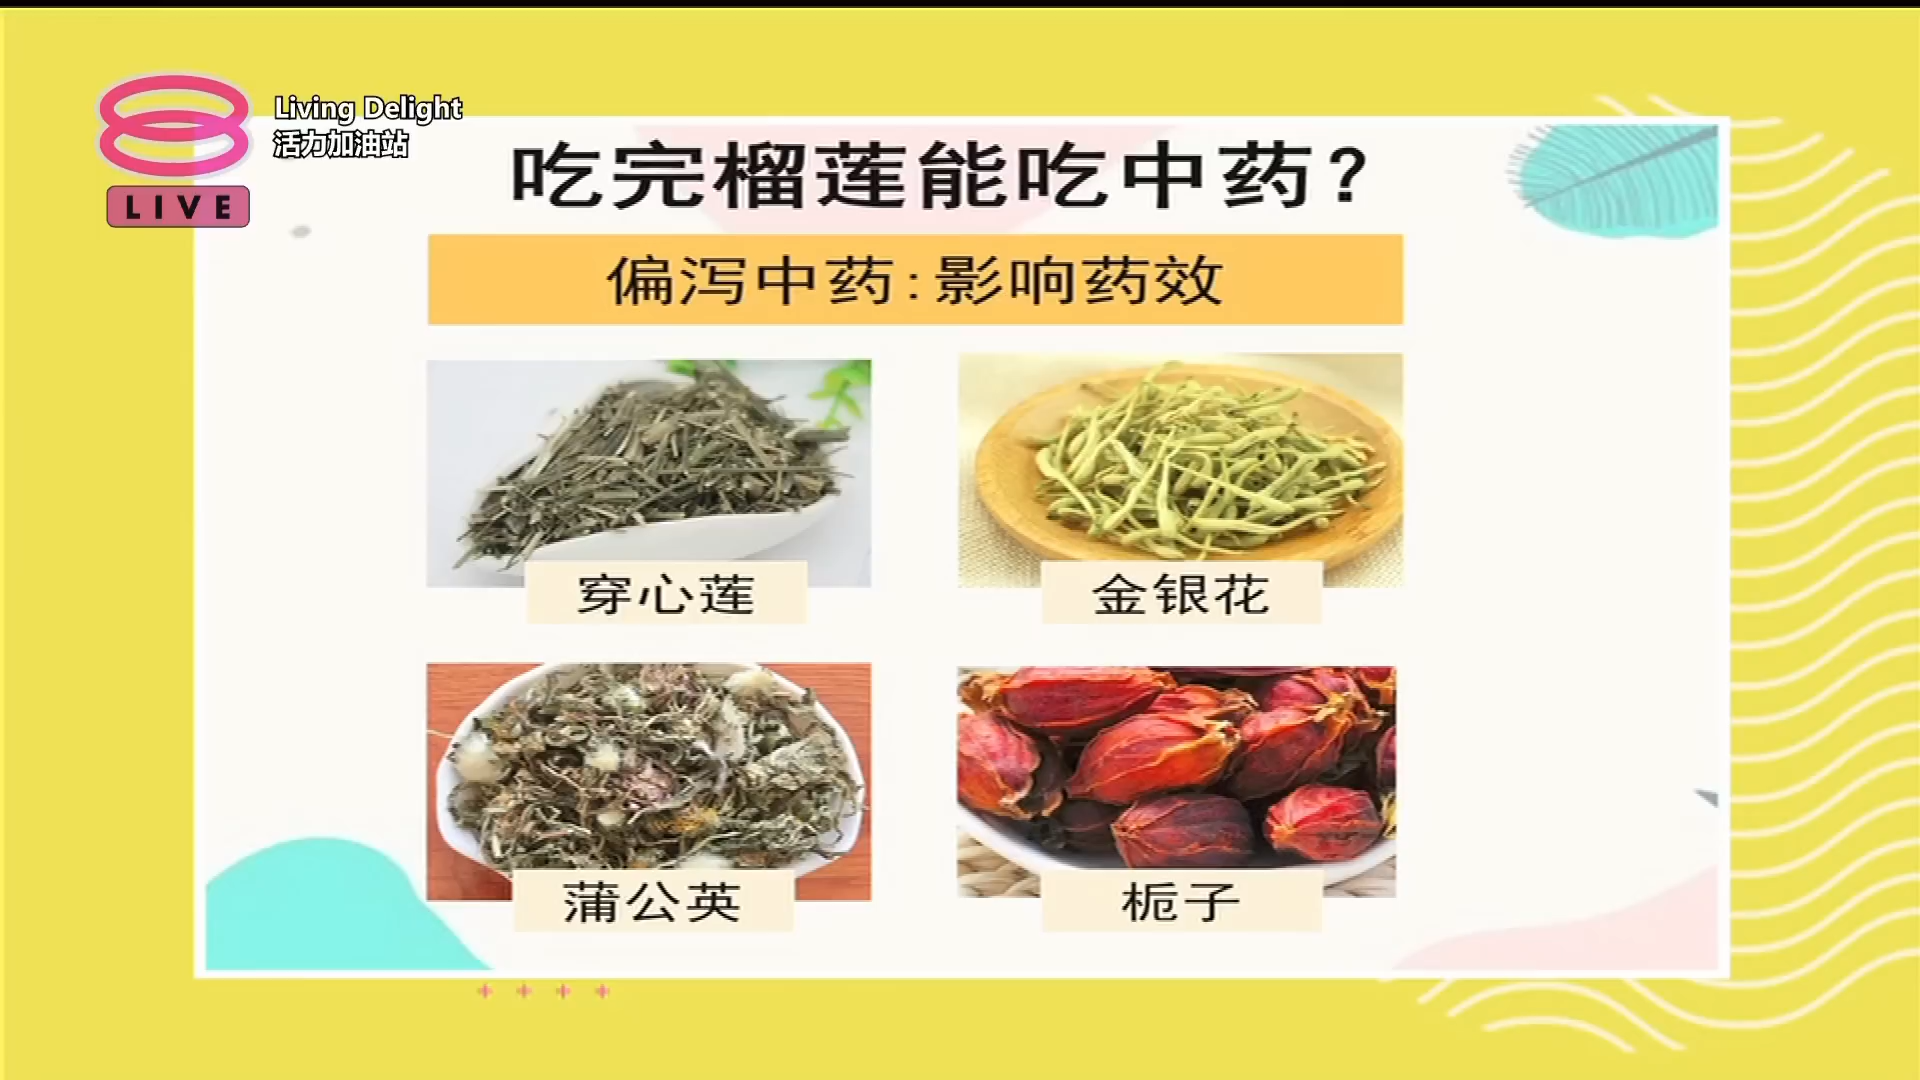 Living Delight
活力加油站
LIVE
吃完榴莲能吃中药?
偏泻中药:影响药效
穿心莲
金银花
蒲公英
栀子